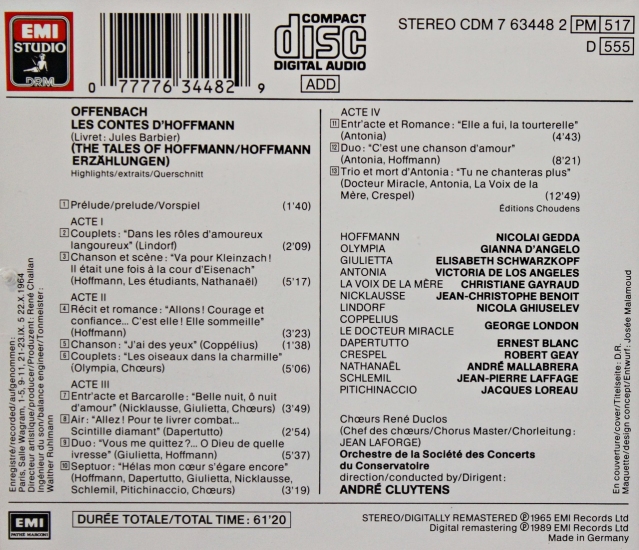 EMI
STUDIO
DRM
0 77776 34482 9
COMPACT
disc
DIGITAL AUDIO
ADD
STEREO CDM 7 63448 2 PM 517
D 555
OFFENBACH
LES CONTES D'HOFFMANN
(Livret: Jules Barbier)
(THE TALES OF HOFFMANN/HOFFMANN
ERZÄHLUNGEN)
Highlights/extraits/Querschnitt
1 Prélude/prelude/Vorspiel (1'40)
ACTE I
2 Couplets: "Dans les rôles d'amoureux
langoureux" (Lindorf) (2'09)
3 Chanson et scène: "Va pour Kleinzach!
Il était une fois à la cour d'Eisenach"
(Hoffmann, Les étudiants, Nathanaël) (5'17)
ACTE II
4 Récit et romance: "Allons! Courage et
confiance... C'est elle! Elle sommeille"
(Hoffmann) (3'23)
5 Chanson: "J'ai des yeux" (Coppélius) (1'38)
6 Couplets: "Les oiseaux dans la charmille"
(Olympia, Chœurs) (5'06)
ACTE III
7 Entr'acte et Barcarolle: "Belle nuit, ô nuit
d'amour" (Nicklausse, Giulietta, Chœurs) (3'49)
8 Air: "Allez! Pour te livrer combat...
Scintille diamant" (Dapertutto) (2'54)
9 Duo: "Vous me quittez?... O Dieu de quelle
ivresse" (Giulietta, Hoffmann) (5'37)
10 Septuor: "Hélas mon cœur s'égare encore"
(Hoffmann, Dapertutto, Giulietta, Nicklausse,
Schlemil, Pitichinaccio, Chœurs) (3'19)
ACTE IV
11 Entr'acte et Romance: "Elle a fui, la tourterelle"
(Antonia) (4'43)
12 Duo: "C'est une chanson d'amour"
(Antonia, Hoffmann) (8'21)
13 Trio et mort d'Antonia: "Tu ne chanteras plus"
(Docteur Miracle, Antonia, La Voix de la
Mère, Crespel) (12'49)
Éditions Choudens
HOFFMANN NICOLAI GEDDA
OLYMPIA GIANNA D'ANGELO
GIULIETTA ELISABETH SCHWARZKOPF
ANTONIA VICTORIA DE LOS ANGELES
LA VOIX DE LA MÈRE CHRISTIANE GAYRAUD
NICKLAUSSE JEAN-CHRISTOPHE BENOIT
LINDORF NICOLA GHIUSELEV
COPPELIUS
LE DOCTEUR MIRACLE GEORGE LONDON
DAPERTUTTO ERNEST BLANC
CRESPEL ROBERT GEAY
NATHANAËL ANDRÉ MALLABRERA
SCHLEMIL JEAN-PIERRE LAFFAGE
PITICHINACCIO JACQUES LOREAU
Chœurs René Duclos
(Chef des chœurs/Chorus Master/Chorleitung:
JEAN LAFORGE)
Orchestre de la Société des Concerts
du Conservatoire
direction/conducted by/Dirigent:
ANDRÉ CLUYTENS
Enregistré/recorded/aufgenommen:
Paris, Salle Wagram, 1-5, 9-11, 21-23.IX. 5 22.X.1964
Directeur artistique/producer/Produzent: René Challan
Ingénieur du son/balance engineer/Tonmeister:
Walther Ruhlmann
En couverture/cover/Titelseite: D.R.
Maquette/design concept/Entwurf: Josée Malamoud
EMI
PATHÉ MARCONI
DURÉE TOTALE/TOTAL TIME: 61'20
STEREO/DIGITALLY REMASTERED ℗1965 EMI Records Ltd
Digital remastering ℗1989 EMI Records Ltd
Made in Germany